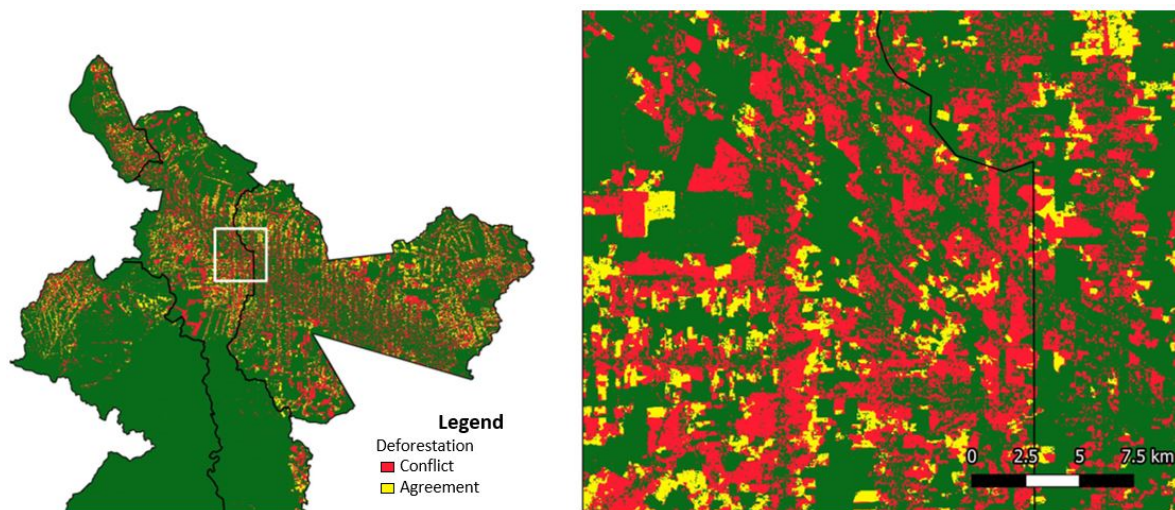 Legend
Deforestation
Conflict
Agreement
0 2.5 5 7.5 km